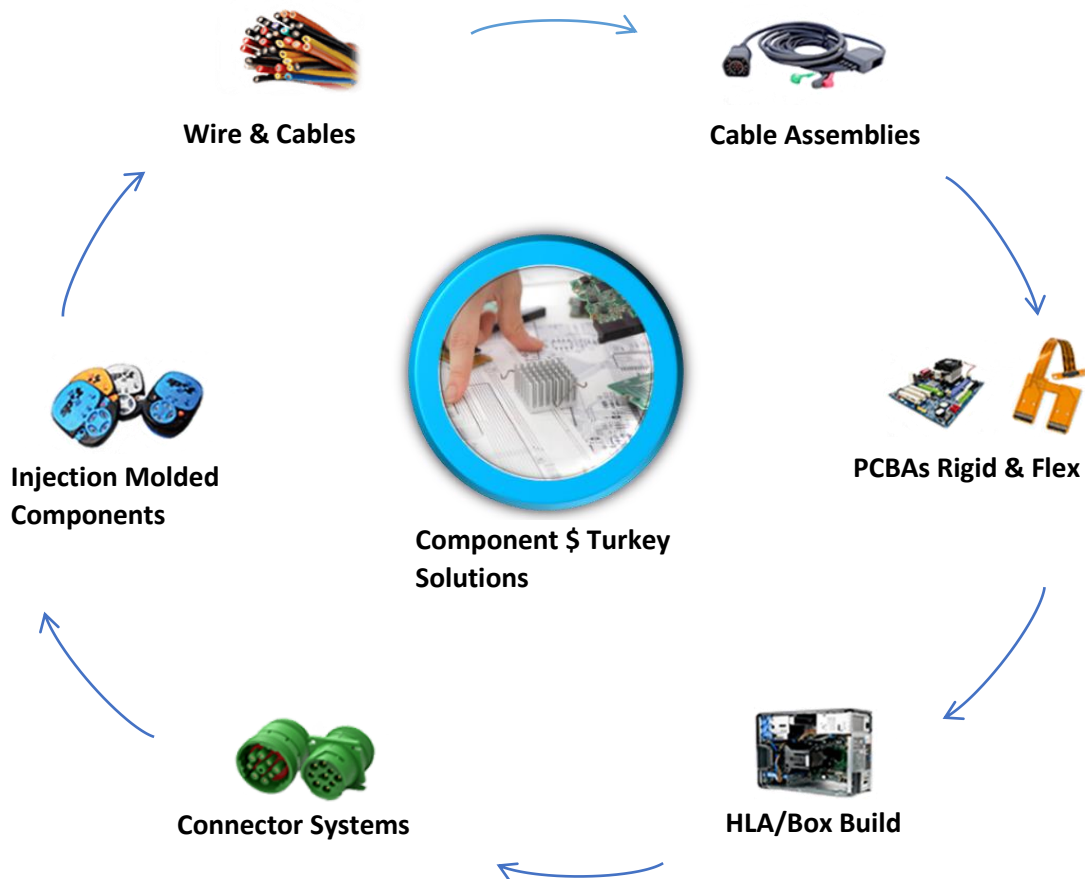 Wire & Cables
Cable Assemblies
PCBAs Rigid & Flex
Injection Molded
Components
Component $ Turkey
Solutions
Connector Systems
HLA/Box Build